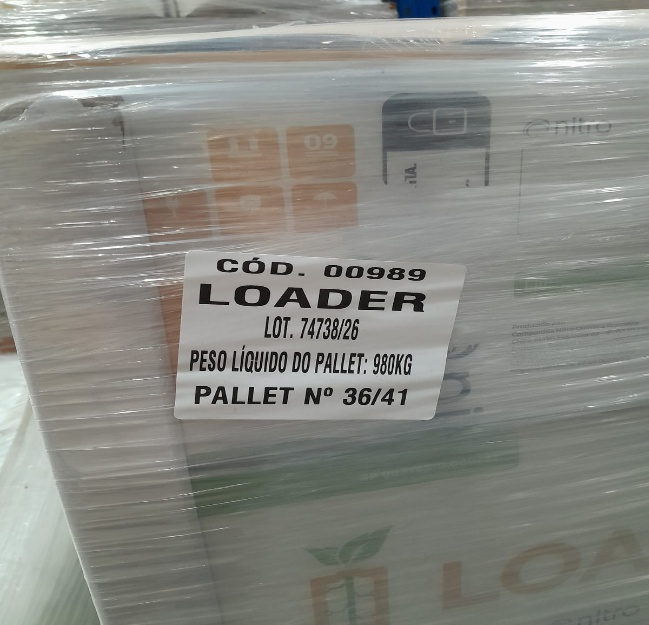 nitro
CÓD. 00989
LOADER
LOT. 74738/26
PESO LÍQUIDO DO PALLET: 980KG
PALLET Nº 36/41
LOA
nitro